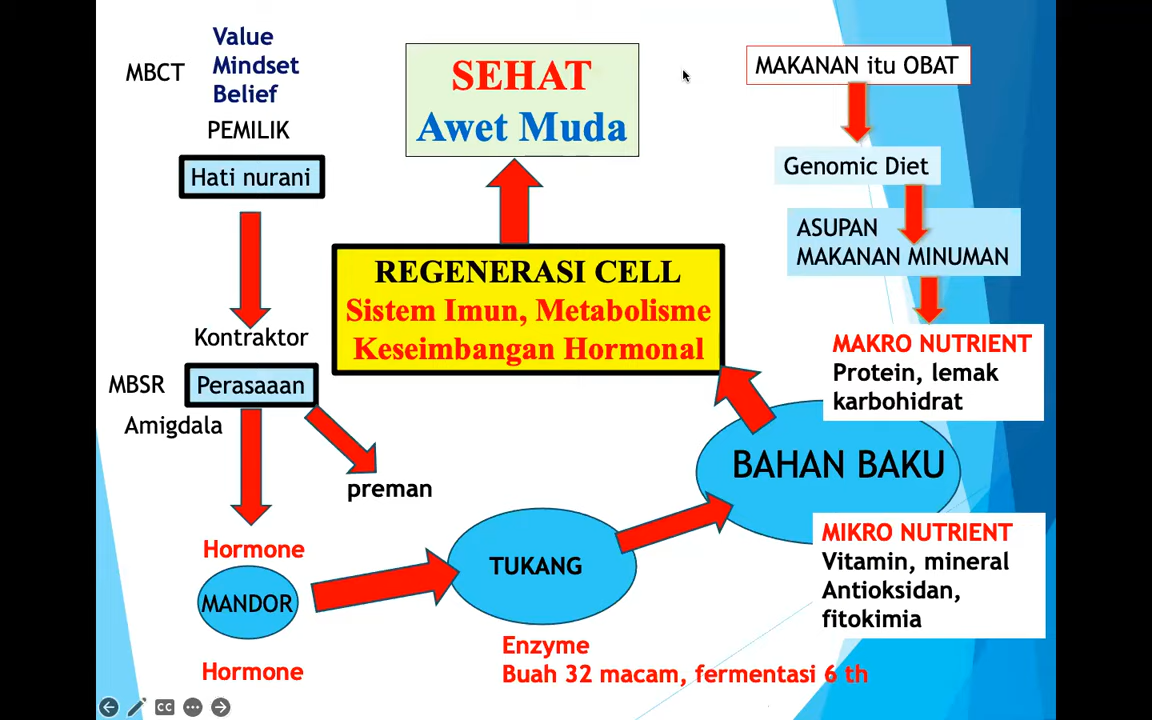 MBCT
Value
Mindset
Belief
PEMILIK
Hati nurani
Kontraktor
MBSR
Perasaaan
Amigdala
preman
Hormone
MANDOR
Hormone
SEHAT
Awet Muda
REGENERASI CELL
Sistem Imun, Metabolisme
Keseimbangan Hormonal
TUKANG
Enzyme
Buah 32 macam, fermentasi 6 th
MAKANAN itu OBAT
Genomic Diet
ASUPAN
MAKANAN MINUMAN
MAKRO NUTRIENT
Protein, lemak
karbohidrat
BAHAN BAKU
MIKRO NUTRIENT
Vitamin, mineral
Antioksidan,
fitokimia
CC